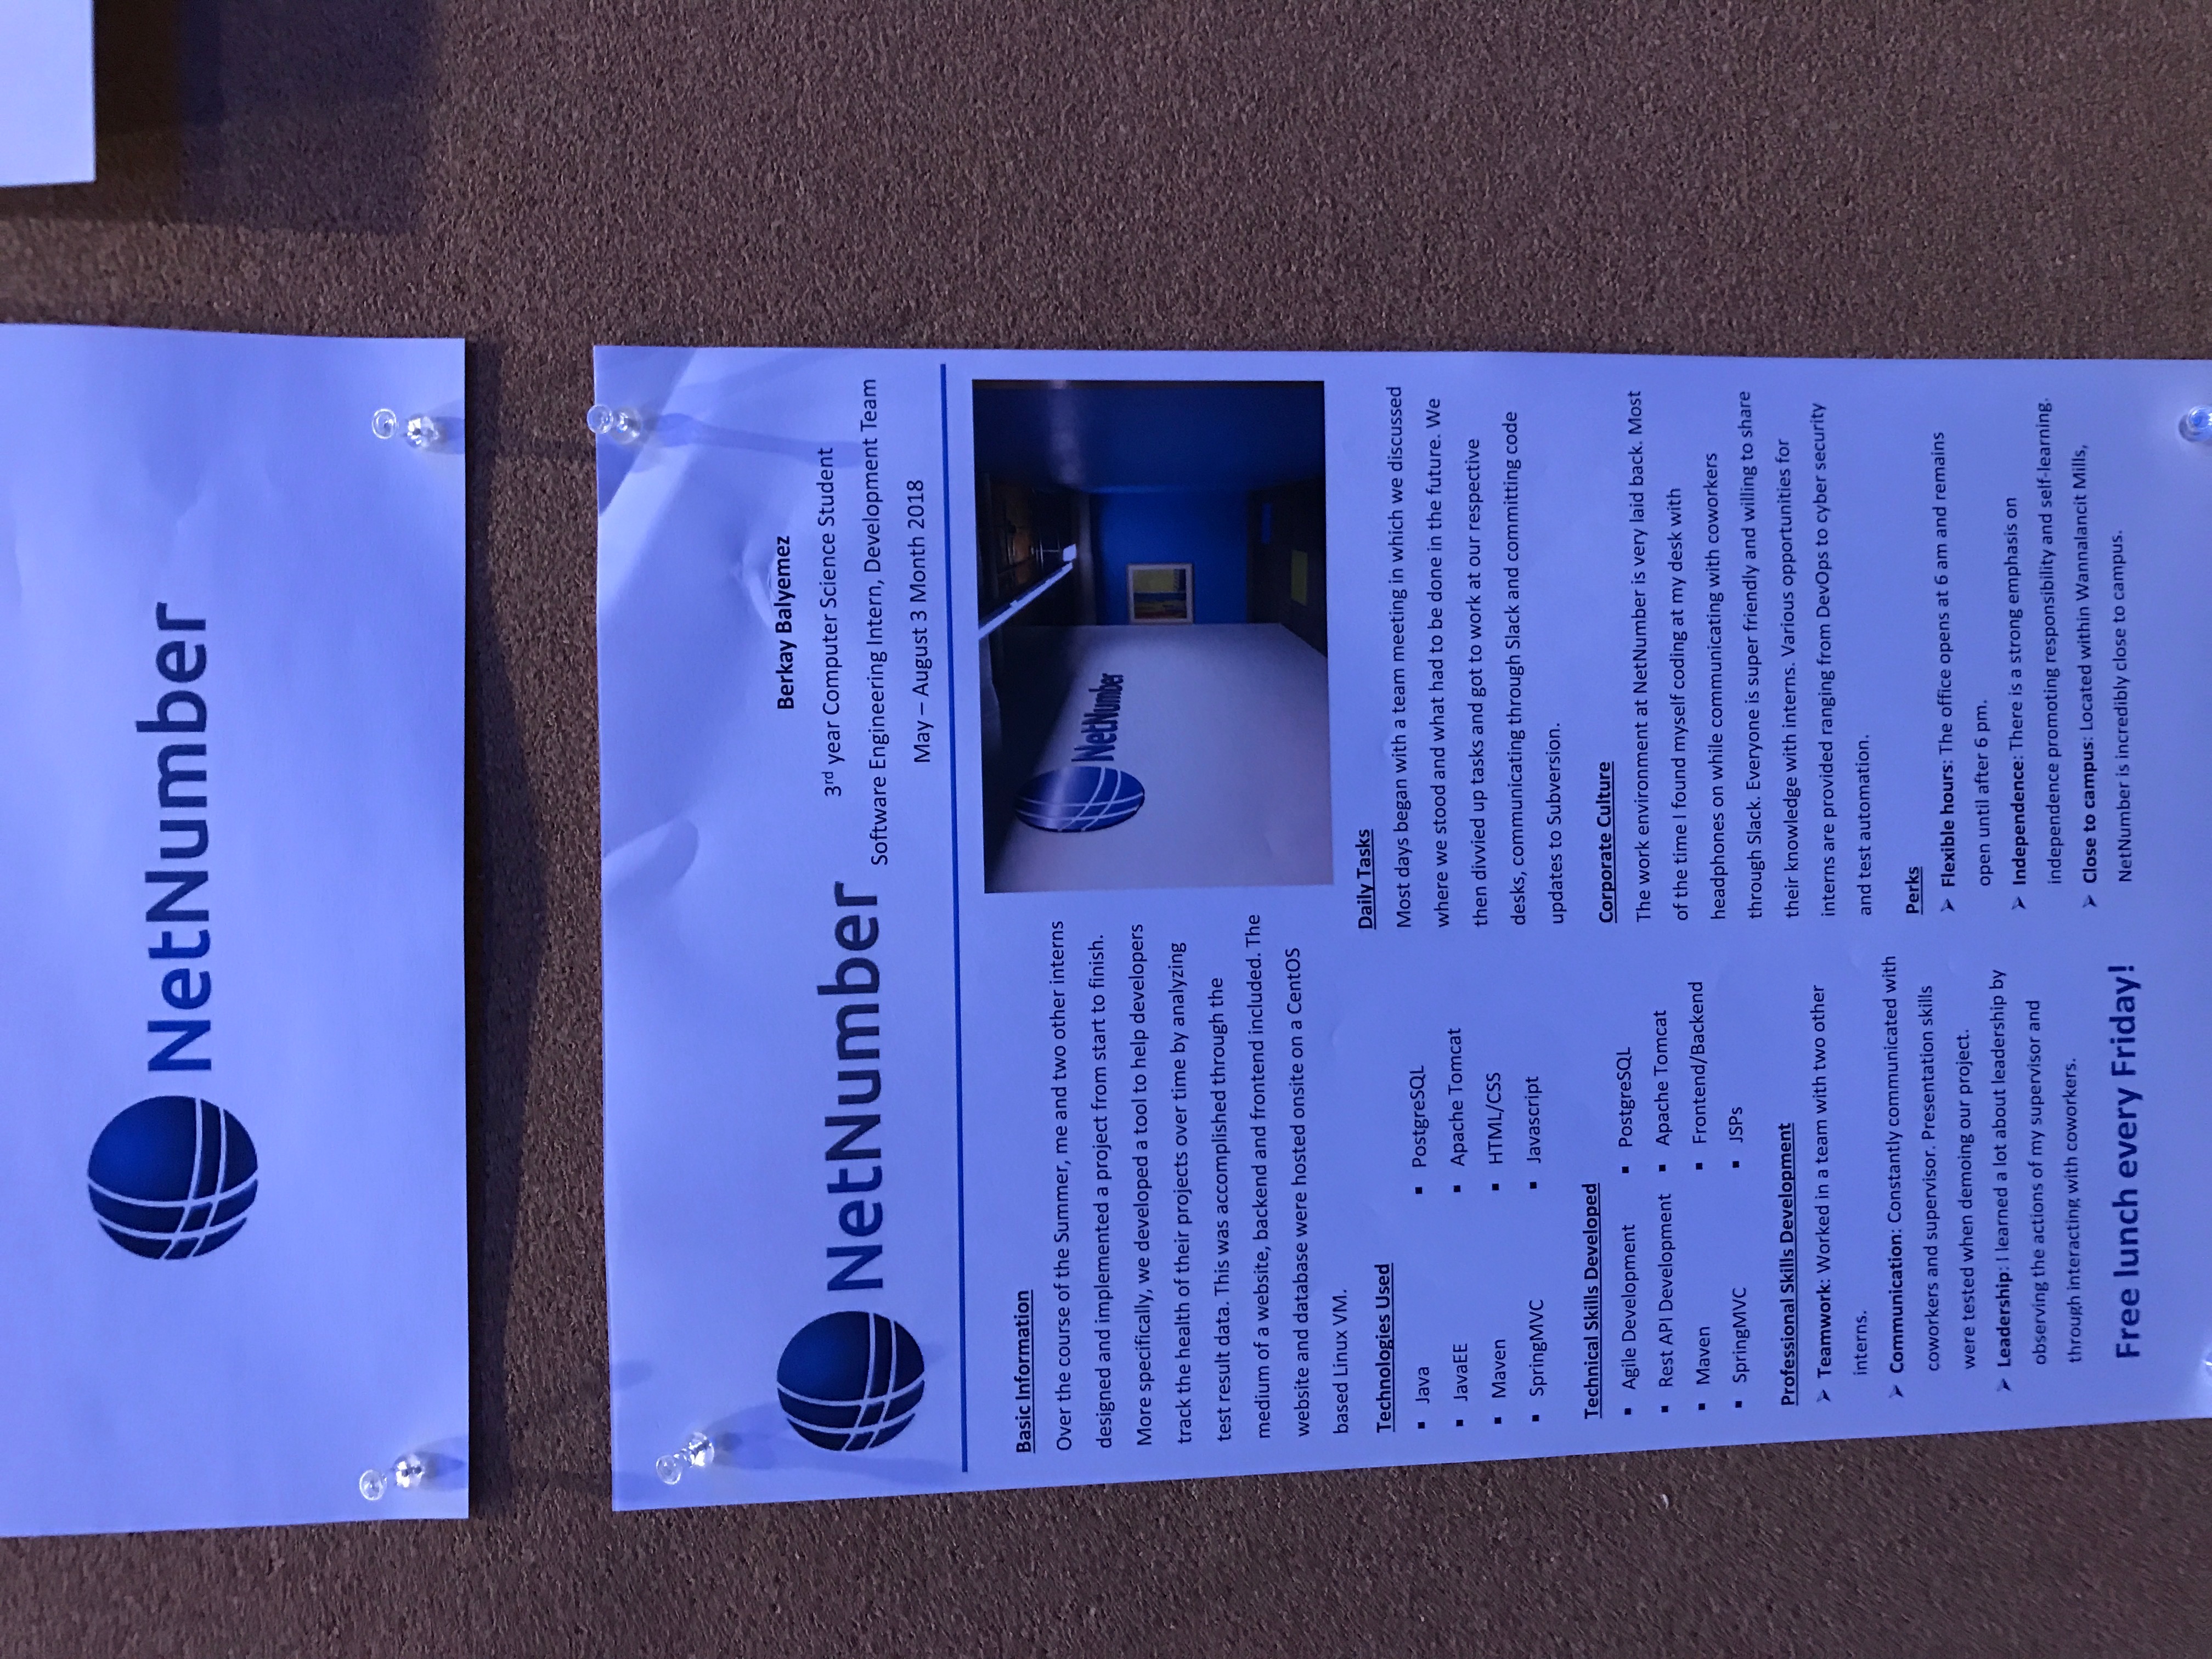 NetNumber
NetNumber
Berkay Balyemez
3rd year Computer Science Student
Software Engineering Intern, Development Team
May – August 3 Month 2018
Basic Information
Over the course of the Summer, me and two other interns
designed and implemented a project from start to finish.
More specifically, we developed a tool to help developers
track the health of their projects over time by analyzing
test result data. This was accomplished through the
medium of a website, backend and frontend included. The
website and database were hosted onsite on a CentOS
based Linux VM.
NetNumber
Technologies Used
▪ Java
▪ JavaEE
▪ Maven
▪ SpringMVC
▪ PostgreSQL
▪ Apache Tomcat
▪ HTML/CSS
▪ Javascript
Technical Skills Developed
▪ Agile Development
▪ Rest API Development
▪ Maven
▪ SpringMVC
▪ PostgreSQL
▪ Apache Tomcat
▪ Frontend/Backend
▪ JSPs
Professional Skills Development
➢ Teamwork: Worked in a team with two other
interns.
➢ Communication: Constantly communicated with
coworkers and supervisor. Presentation skills
were tested when demoing our project.
➢ Leadership: I learned a lot about leadership by
observing the actions of my supervisor and
through interacting with coworkers.
Free lunch every Friday!
Daily Tasks
Most days began with a team meeting in which we discussed
where we stood and what had to be done in the future. We
then divvied up tasks and got to work at our respective
desks, communicating through Slack and committing code
updates to Subversion.
Corporate Culture
The work environment at NetNumber is very laid back. Most
of the time I found myself coding at my desk with
headphones on while communicating with coworkers
through Slack. Everyone is super friendly and willing to share
their knowledge with interns. Various opportunities for
interns are provided ranging from DevOps to cyber security
and test automation.
Perks
➢ Flexible hours: The office opens at 6 am and remains
open until after 6 pm.
➢ Independence: There is a strong emphasis on
independence promoting responsibility and self-learning.
➢ Close to campus: Located within Wannalancit Mills,
NetNumber is incredibly close to campus.